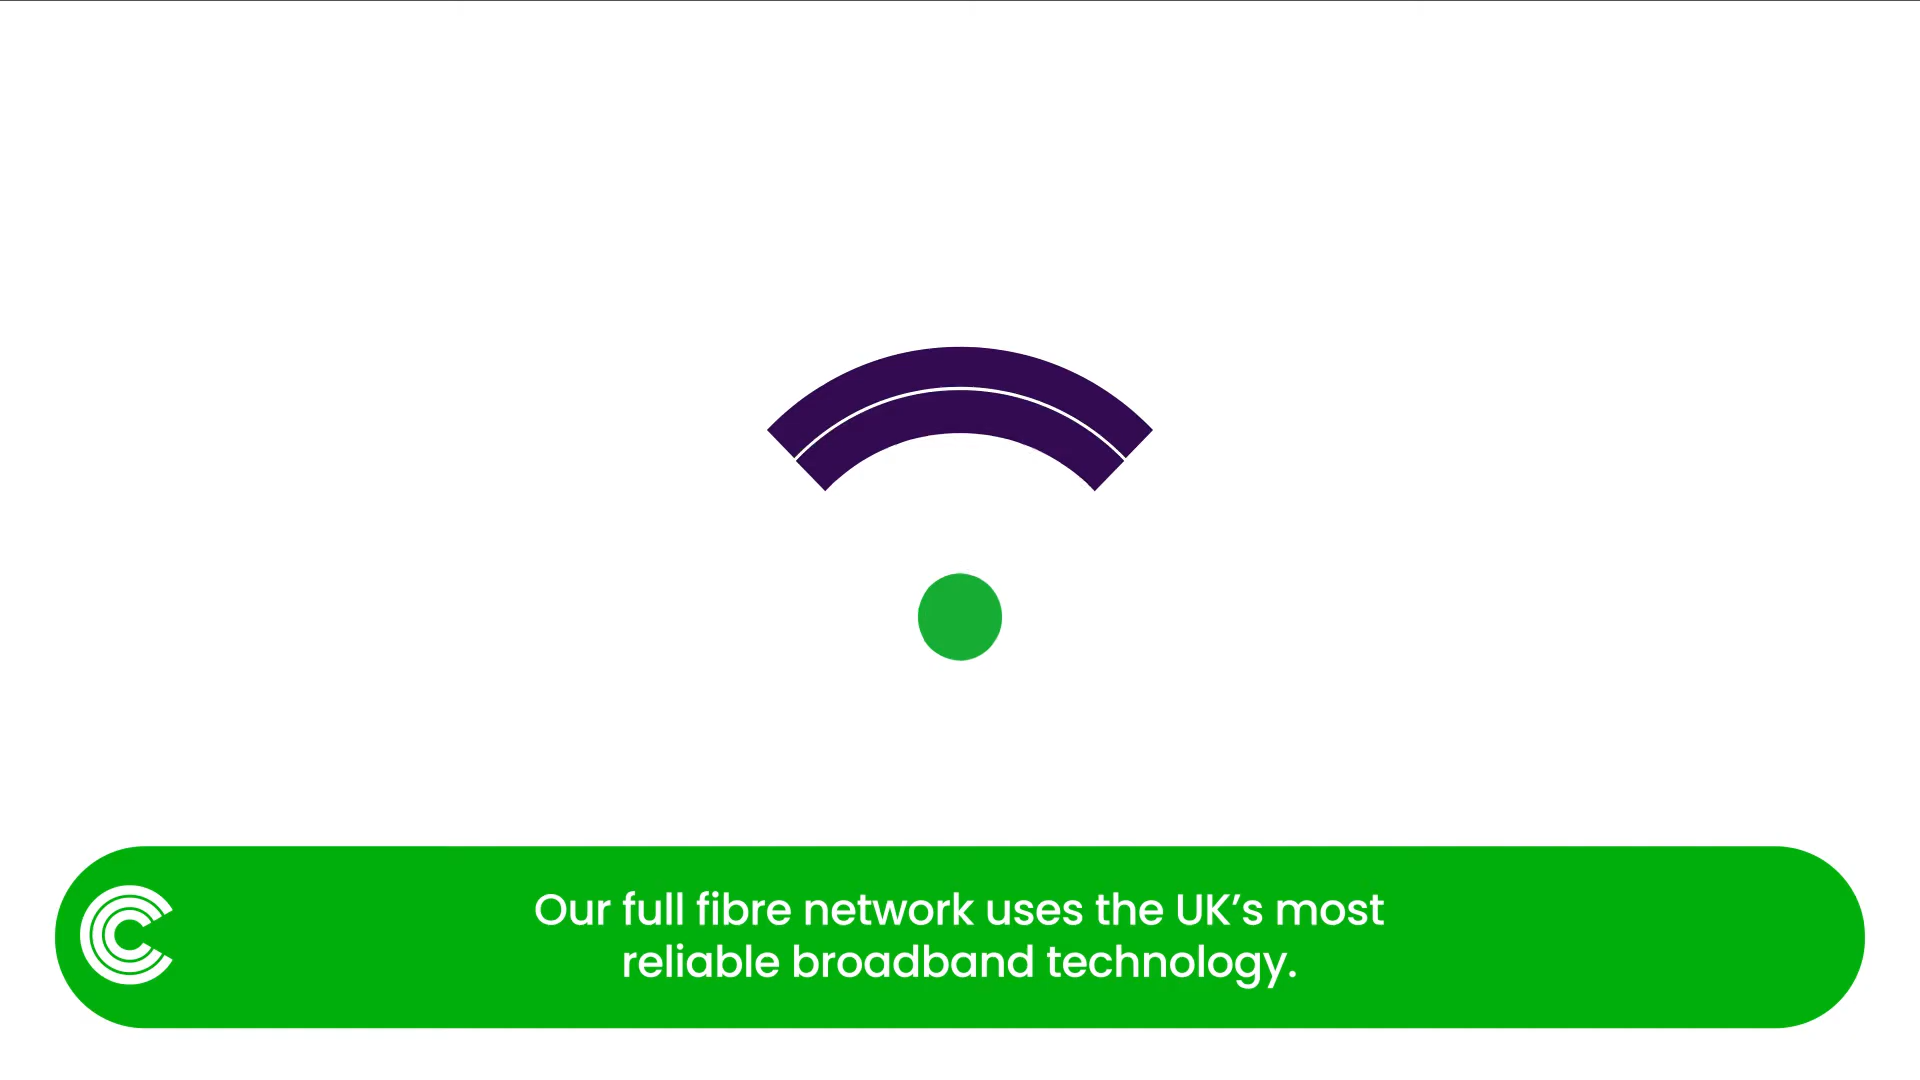 Our full fibre network uses the UK’s most
reliable broadband technology.